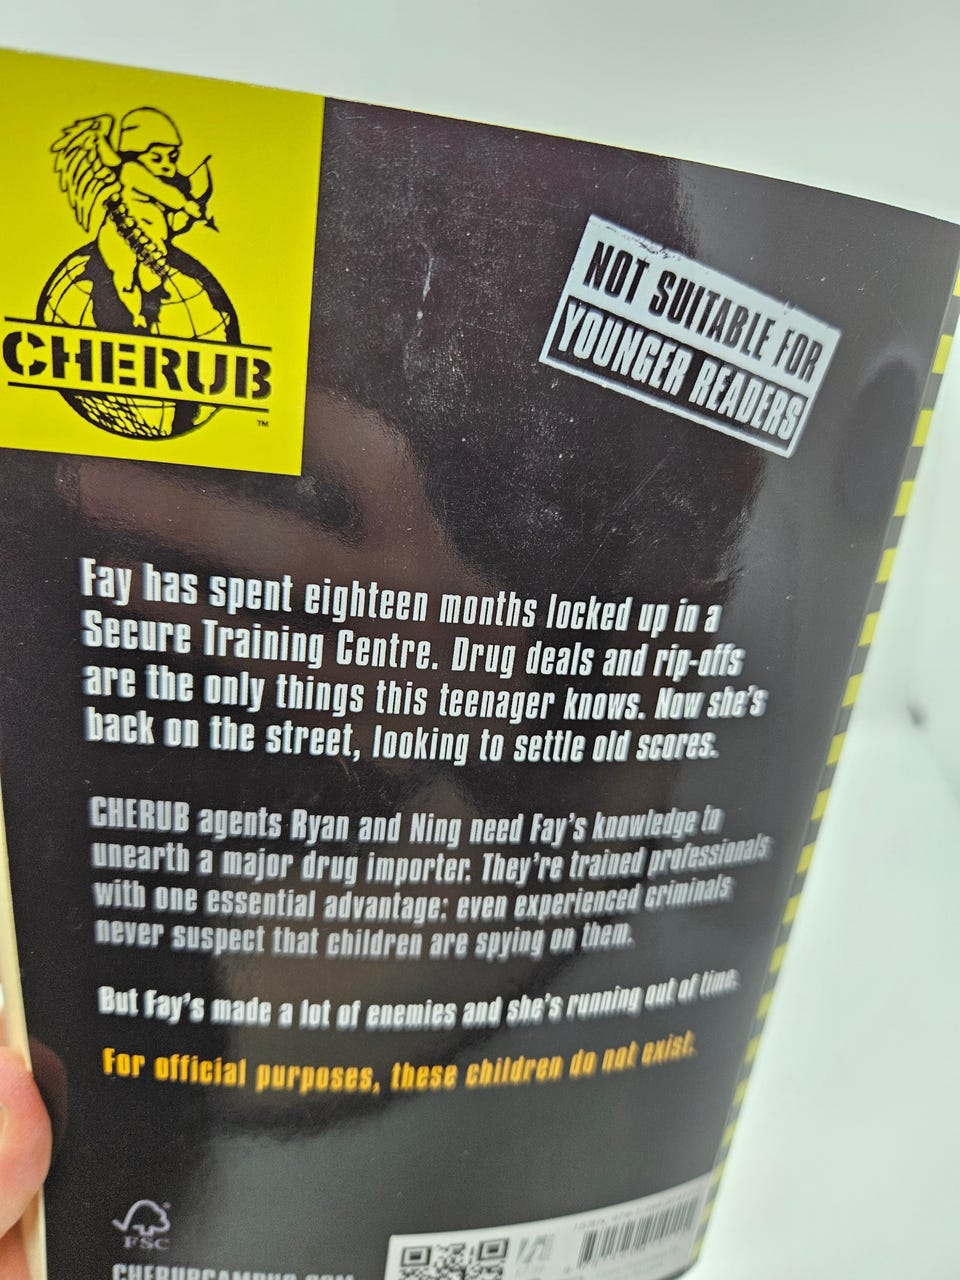 CHERUB
TM
NOT SUITABLE FOR
YOUNGER READERS
Fay has spent eighteen months locked up in a
Secure Training Centre. Drug deals and rip-offs
are the only things this teenager knows. Now she's
back on the street, looking to settle old scores.
CHERUB agents Ryan and Ning need Fay's knowledge to
unearth a major drug importer. They're trained professionals
with one essential advantage: even experienced criminals
never suspect that children are spying on them.
But Fay's made a lot of enemies and she's running out of time.
For official purposes, these children do not exist.
FSC
CHERUBCAMPUS.COM